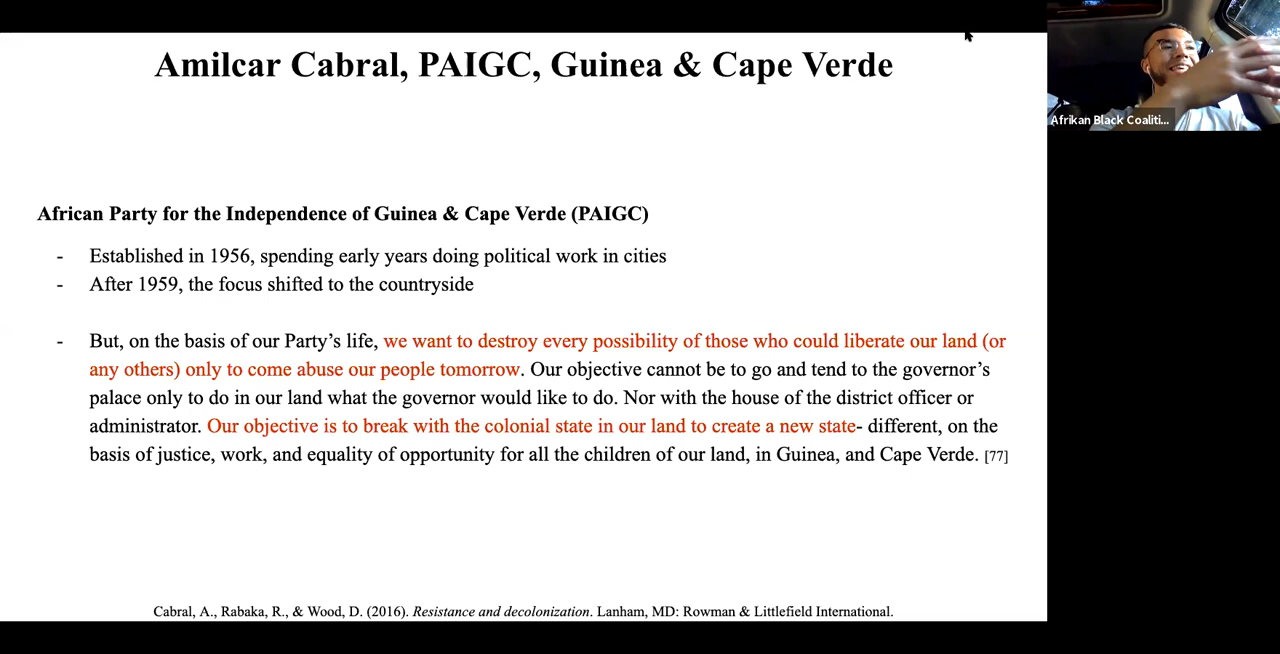 Amilcar Cabral, PAIGC, Guinea & Cape Verde
Afrikan Black Coaliti...
African Party for the Independence of Guinea & Cape Verde (PAIGC)
- Established in 1956, spending early years doing political work in cities
- After 1959, the focus shifted to the countryside
- But, on the basis of our Party's life, we want to destroy every possibility of those who could liberate our land (or
any others) only to come abuse our people tomorrow. Our objective cannot be to go and tend to the governor's
palace only to do in our land what the governor would like to do. Nor with the house of the district officer or
administrator. Our objective is to break with the colonial state in our land to create a new state- different, on the
basis of justice, work, and equality of opportunity for all the children of our land, in Guinea, and Cape Verde. [77]
Cabral, A., Rabaka, R., & Wood, D. (2016). Resistance and decolonization. Lanham, MD: Rowman & Littlefield International.